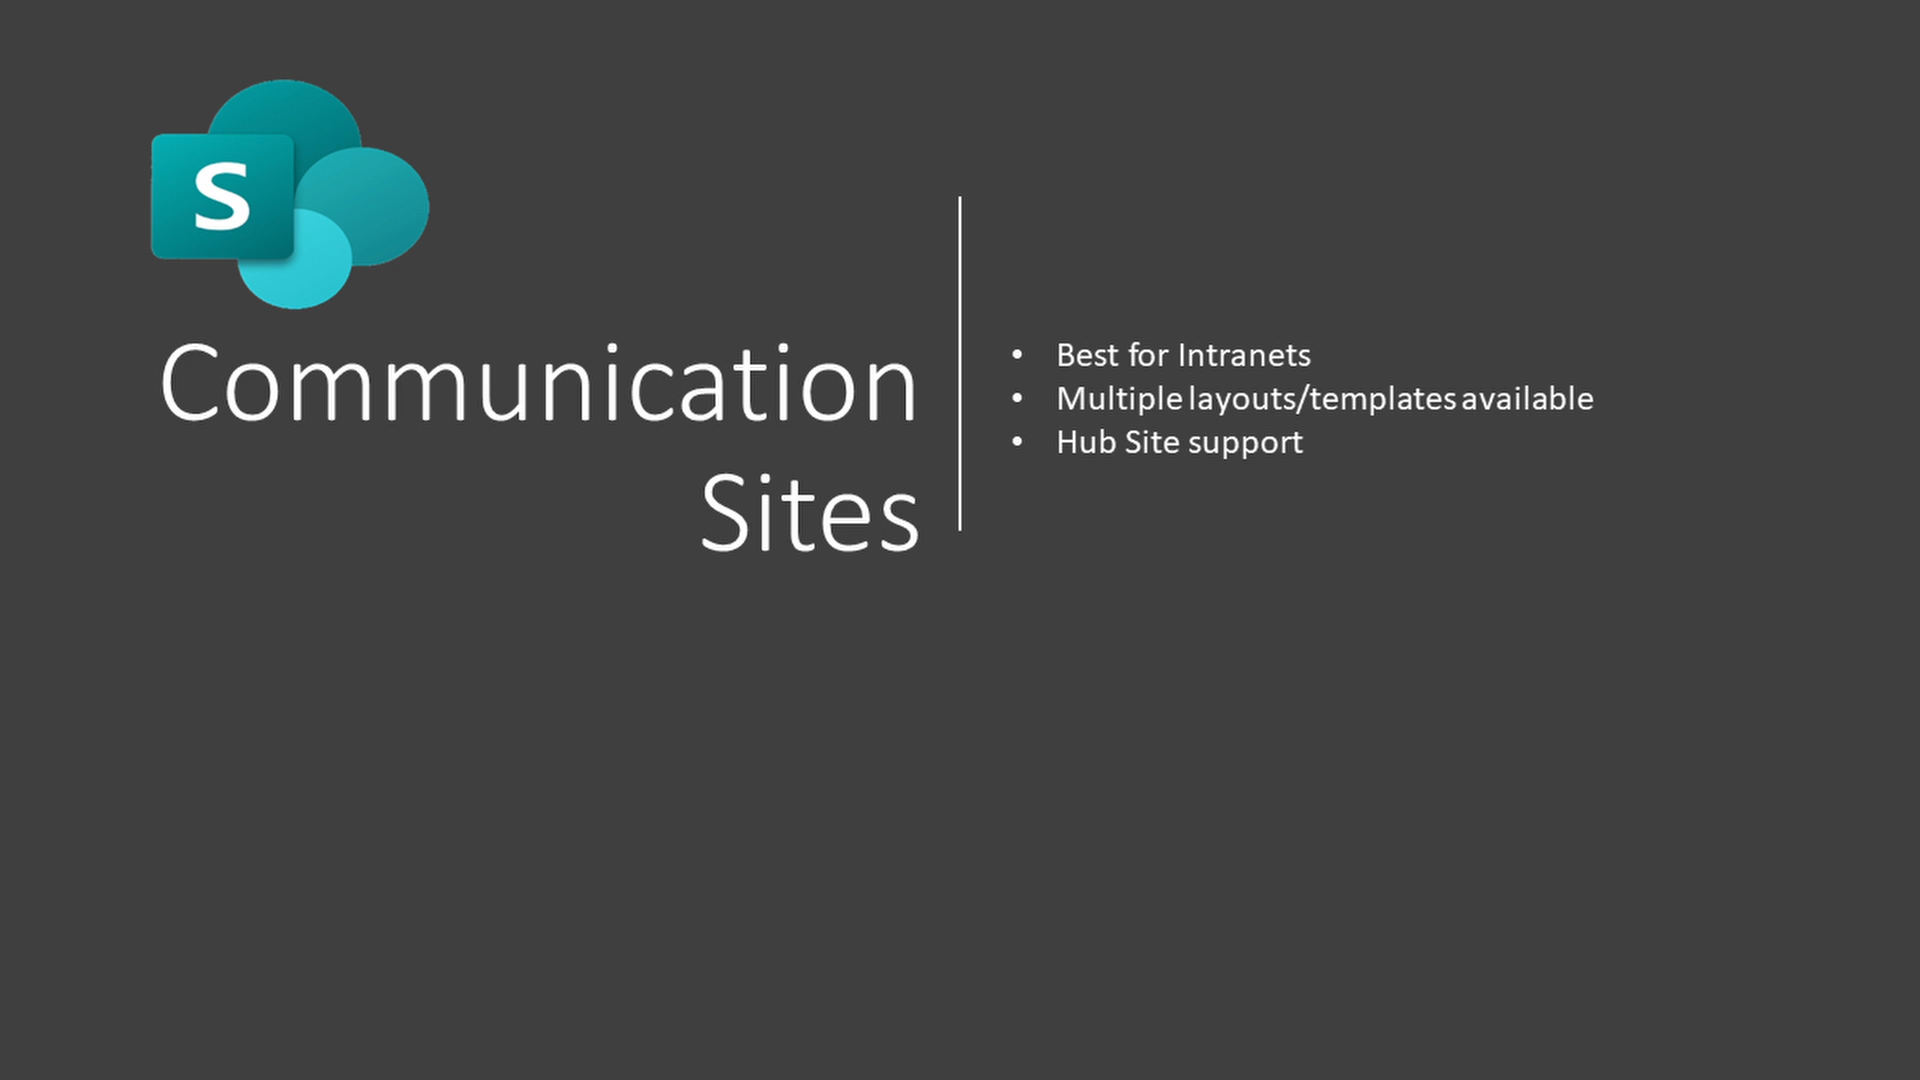 S
Communication
Sites
• Best for Intranets
• Multiple layouts/templates available
• Hub Site support